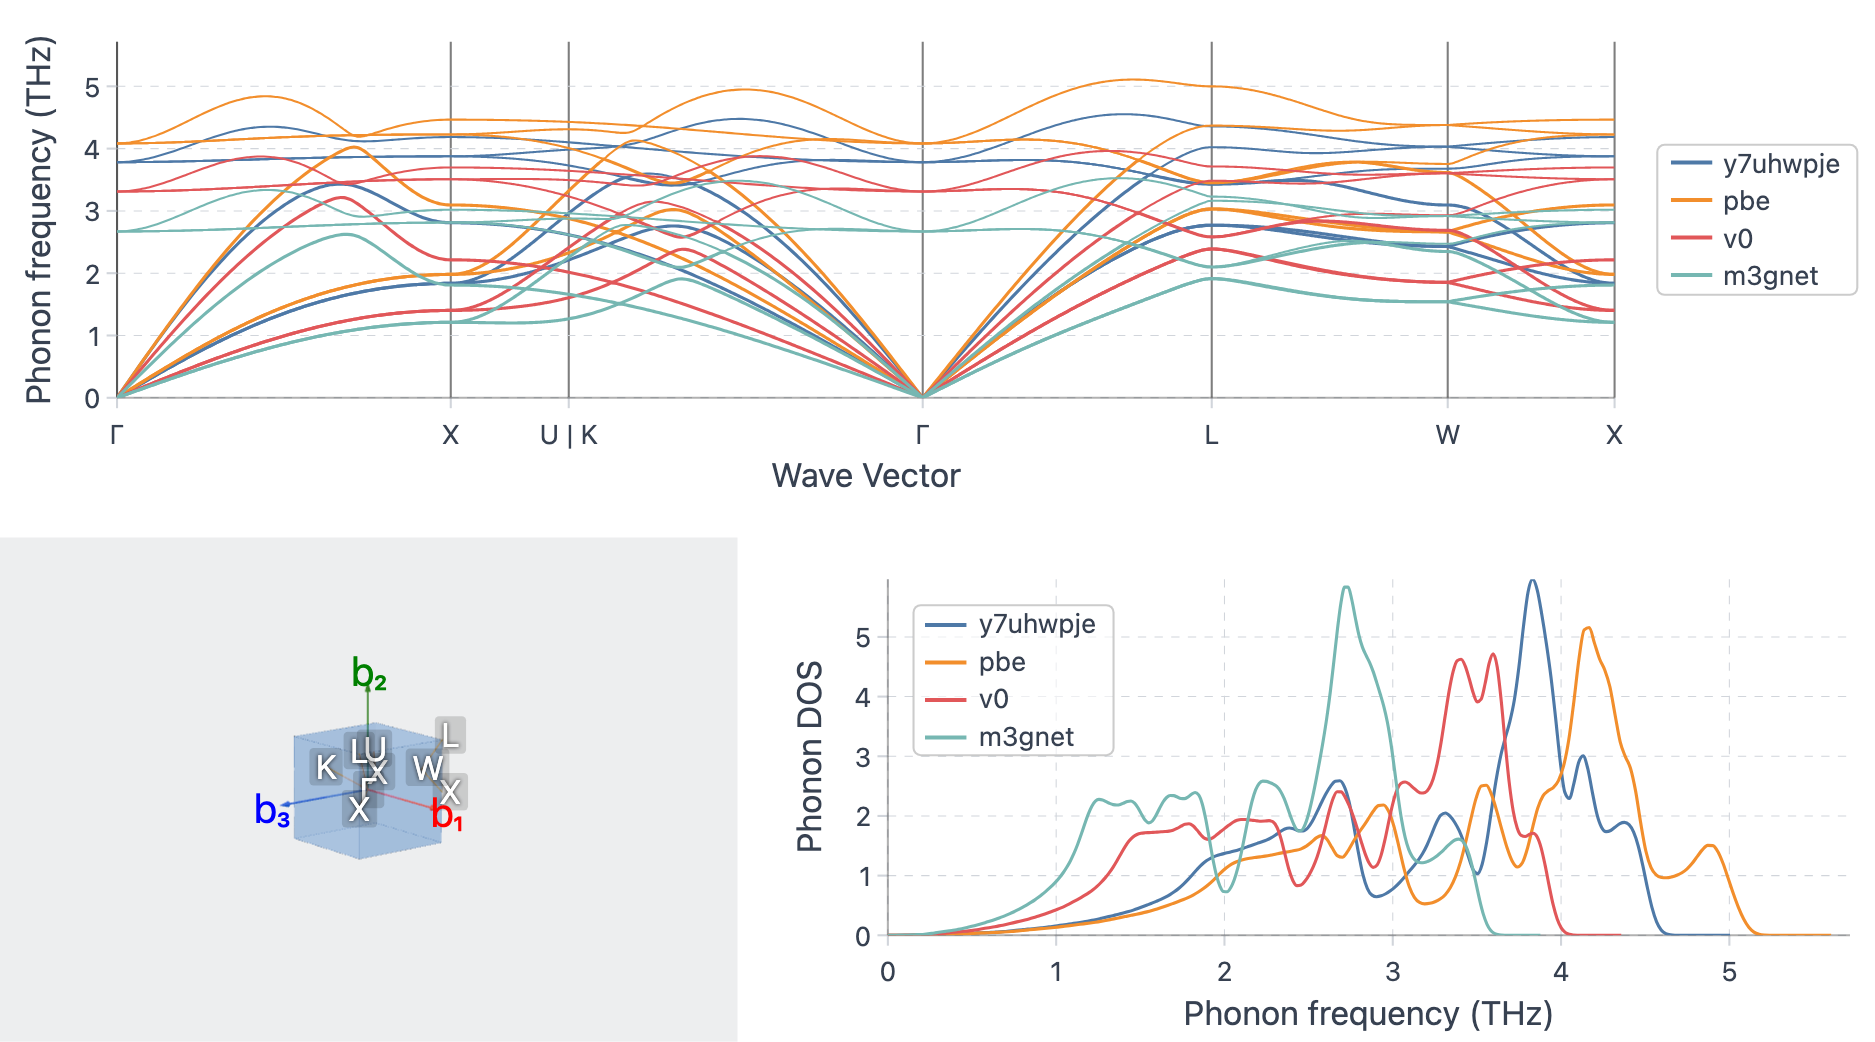 Phonon frequency (THz)
5
4
3
2
1
0
Γ X U | K Γ L W X
Wave Vector
y7uhwpje
pbe
v0
m3gnet
b₂
L
K L U W
X X
Γ
X
b₃ b₁
Phonon DOS
5
4
3
2
1
0
0 1 2 3 4 5
Phonon frequency (THz)
y7uhwpje
pbe
v0
m3gnet